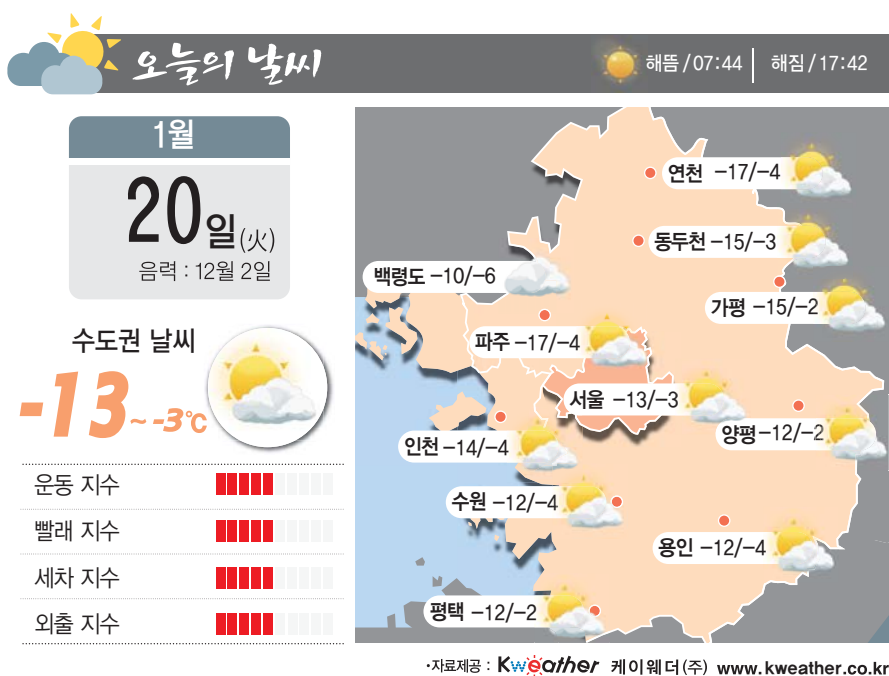 오늘의 날씨
해뜸/07:44 해짐/17:42
1월
20일(火)
음력 : 12월 2일
수도권 날씨
-13~-3℃
운동 지수
빨래 지수
세차 지수
외출 지수
연천 -17/-4
동두천 -15/-3
백령도 -10/-6
가평 -15/-2
파주 -17/-4
서울 -13/-3
양평 -12/-2
인천 -14/-4
수원 -12/-4
용인 -12/-4
평택 -12/-2
·자료제공 : Kweather 케이웨더(주) www.kweather.co.kr